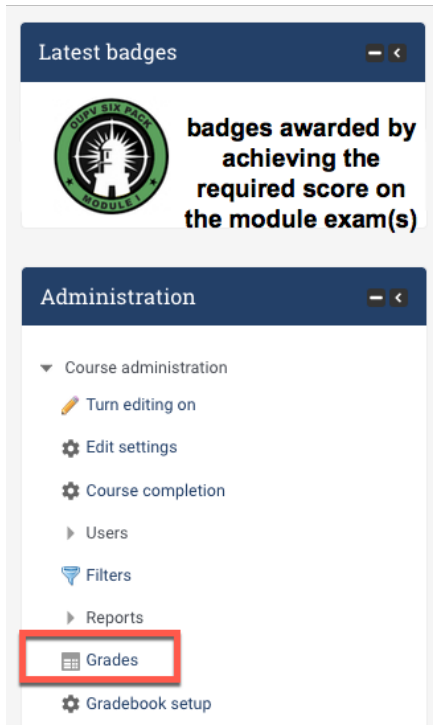 Latest badges
OUPV SIX PACK
MODULE I
badges awarded by
achieving the
required score on
the module exam(s)
Administration
Course administration
Turn editing on
Edit settings
Course completion
Users
Filters
Reports
Grades
Gradebook setup